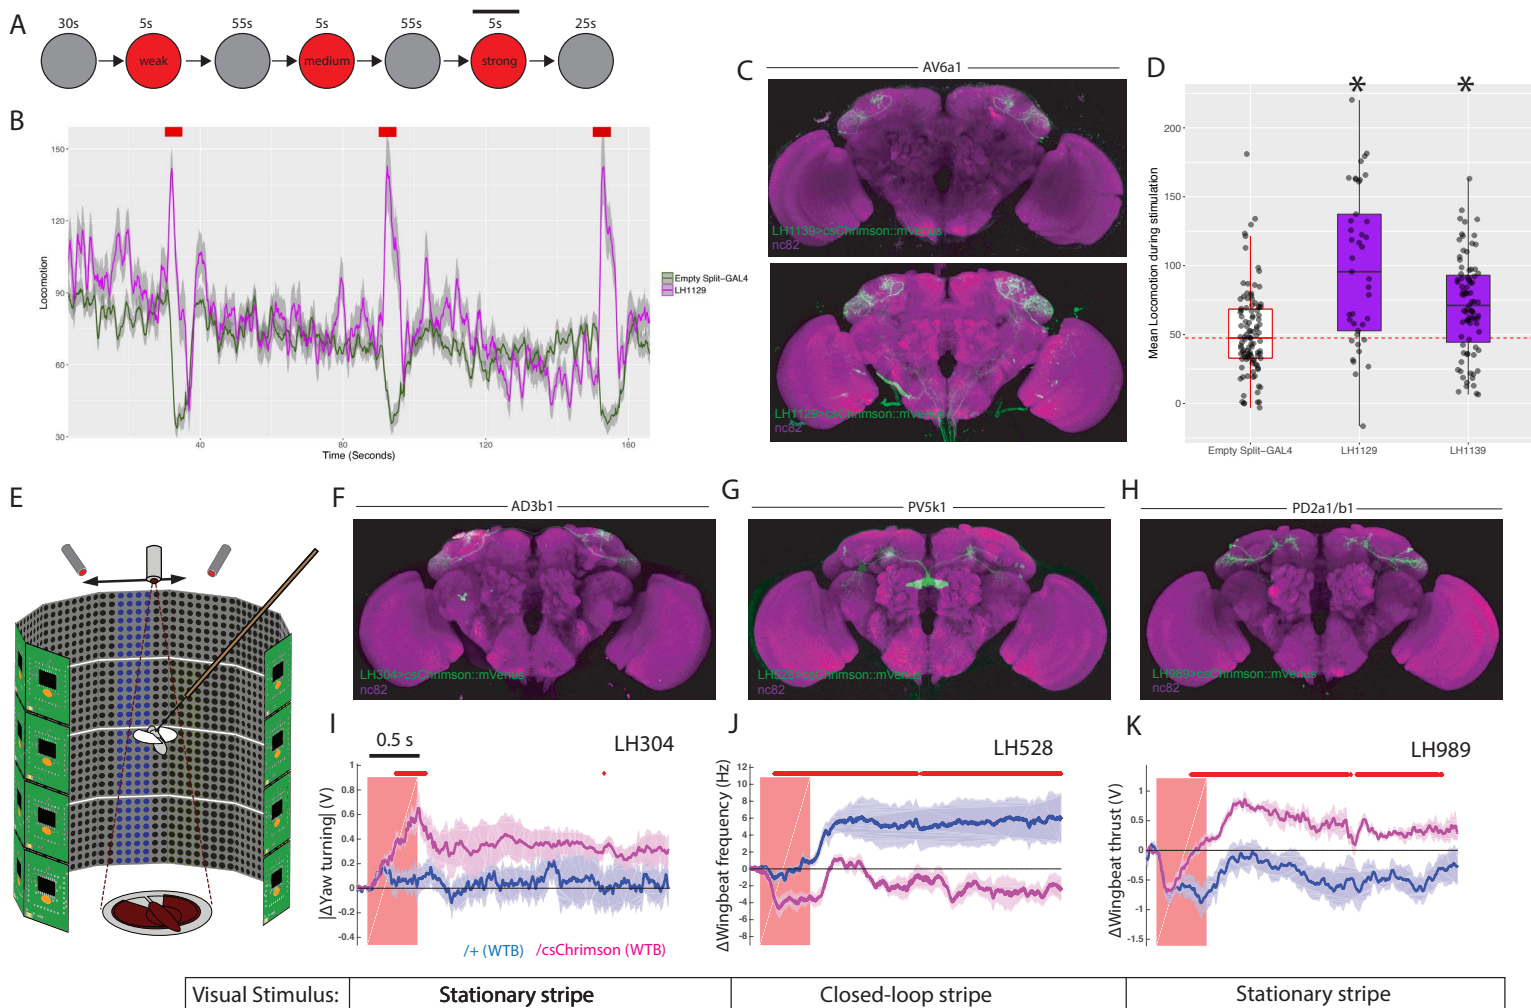 A
30s 5s 55s 5s 55s 5s 25s
weak medium strong
B
150
120
90
60
30
Locomotion
40 80 120 160
Time (Seconds)
Empty Split-GAL4
LH1129
C
AV6a1
LH1139>csChrimson::mVenus
nc82
LH1129>csChrimson::mVenus
nc82
D
* *
200
150
100
50
0
Mean Locomotion during stimulation
Empty Split-GAL4 LH1129 LH1139
E
F
AD3b1
LH304>csChrimson::mVenus
nc82
G
PV5k1
LH528>csChrimson::mVenus
nc82
H
PD2a1/b1
LH989>csChrimson::mVenus
nc82
I
0.5 s
LH304
|ΔYaw turning| (V)
1
0.8
0.6
0.4
0.2
0
-0.2
-0.4
/+ (WTB) /csChrimson (WTB)
J
LH528
ΔWingbeat frequency (Hz)
12
10
8
6
4
2
0
-2
-4
-6
-8
K
LH989
ΔWingbeat thrust (V)
1
0.5
0
-0.5
-1
-1.5
Visual Stimulus: Stationary stripe Closed-loop stripe Stationary stripe